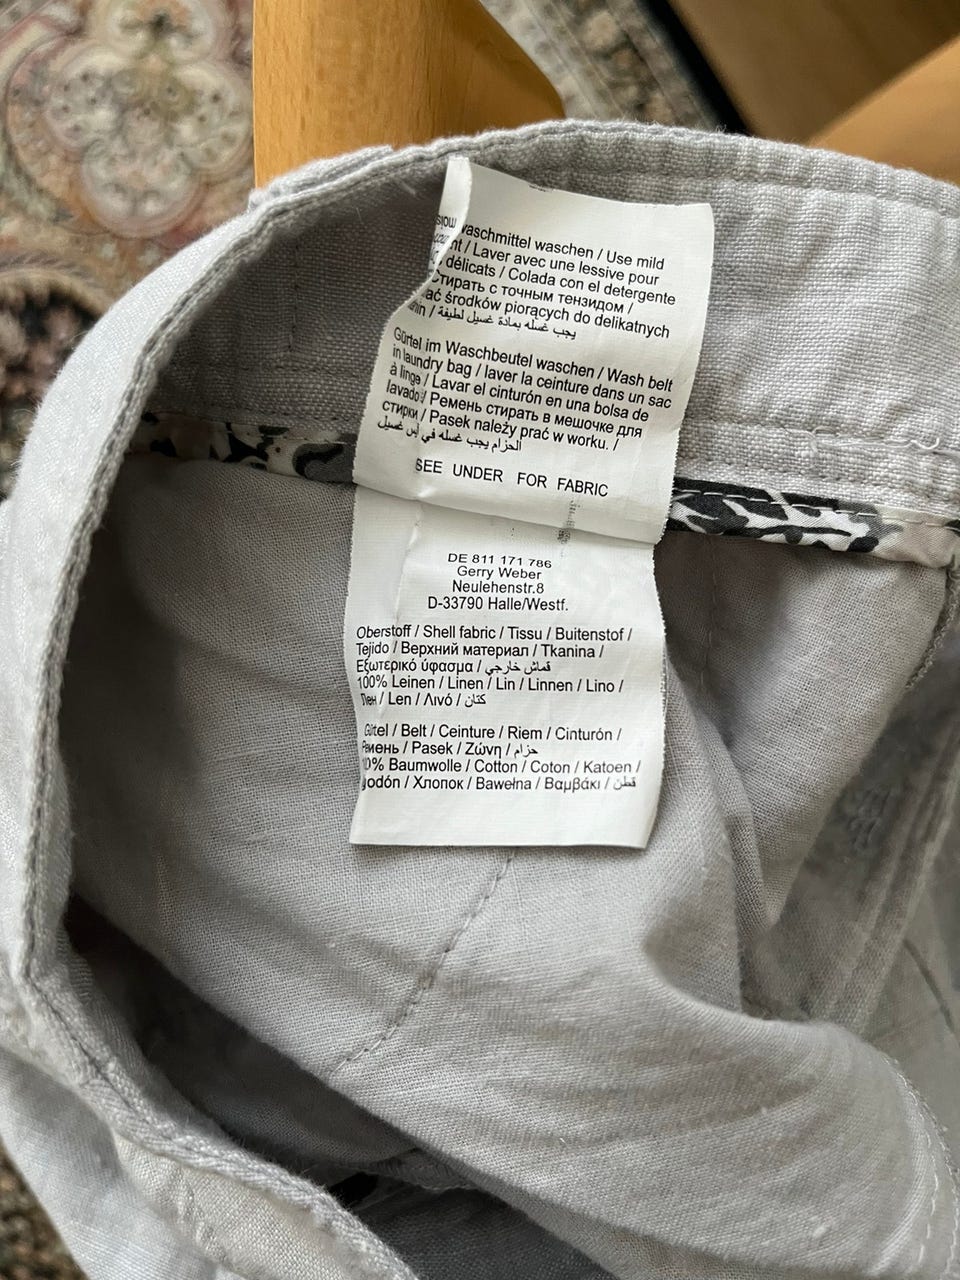 waschmittel waschen / Use mild
/ Laver avec une lessive pour
délicats / Colada con el detergente
Стирать с точным тензидом /
środków piorących do delikatnych
/ يجب غسله بمادة غسيل لطيفة
Gürtel im Waschbeutel waschen / Wash belt
in laundry bag / laver la ceinture dans un sac
à linge / Lavar el cinturón en una bolsa de
lavado / Ремень стирать в мешочке для
стирки / Pasek należy prać w worku. /
الحزام يجب غسله في كيس غسيل
SEE UNDER FOR FABRIC
DE 811 171 786
Gerry Weber
Neulehenstr.8
D-33790 Halle/Westf.
Oberstoff / Shell fabric / Tissu / Buitenstof /
Tejido / Верхний материал / Tkanina /
Εξωτερικό ύφασμα / قماش خارجي
100% Leinen / Linen / Lin / Linnen / Lino /
Лен / Len / Λινό / كتان
Gürtel / Belt / Ceinture / Riem / Cinturón /
Ремень / Pasek / Ζώνη / حزام
Baumwolle / Cotton / Coton / Katoen /
/ Хлопок / Bawełna / Βαμβάκι / قطن